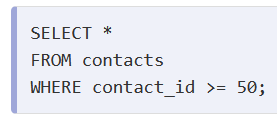 SELECT *
FROM contacts
WHERE contact_id >= 50;